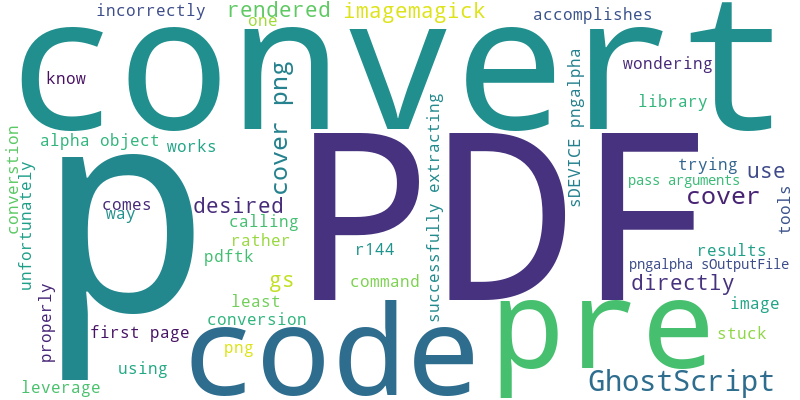 incorrectly
rendered
imagemagick
accomplishes
one
convert
know
cover png
wondering
sDEVICE pngalpha
library
successfully extracting
alpha object
works
converstion
unfortunately
p
PDF
trying
use
pass arguments
comes
way
desired
cover
tools
calling
rather
pdftk
r144
results
gs
command
pngalpha sOutputFile
directly
least
pre
image
properly
first page
code
conversion
png
stuck
using
GhostScript
leverage